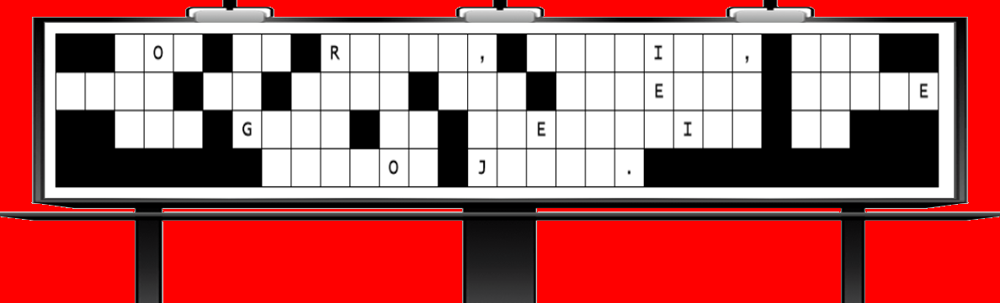 O R , I ,
E E
G E I
O J .